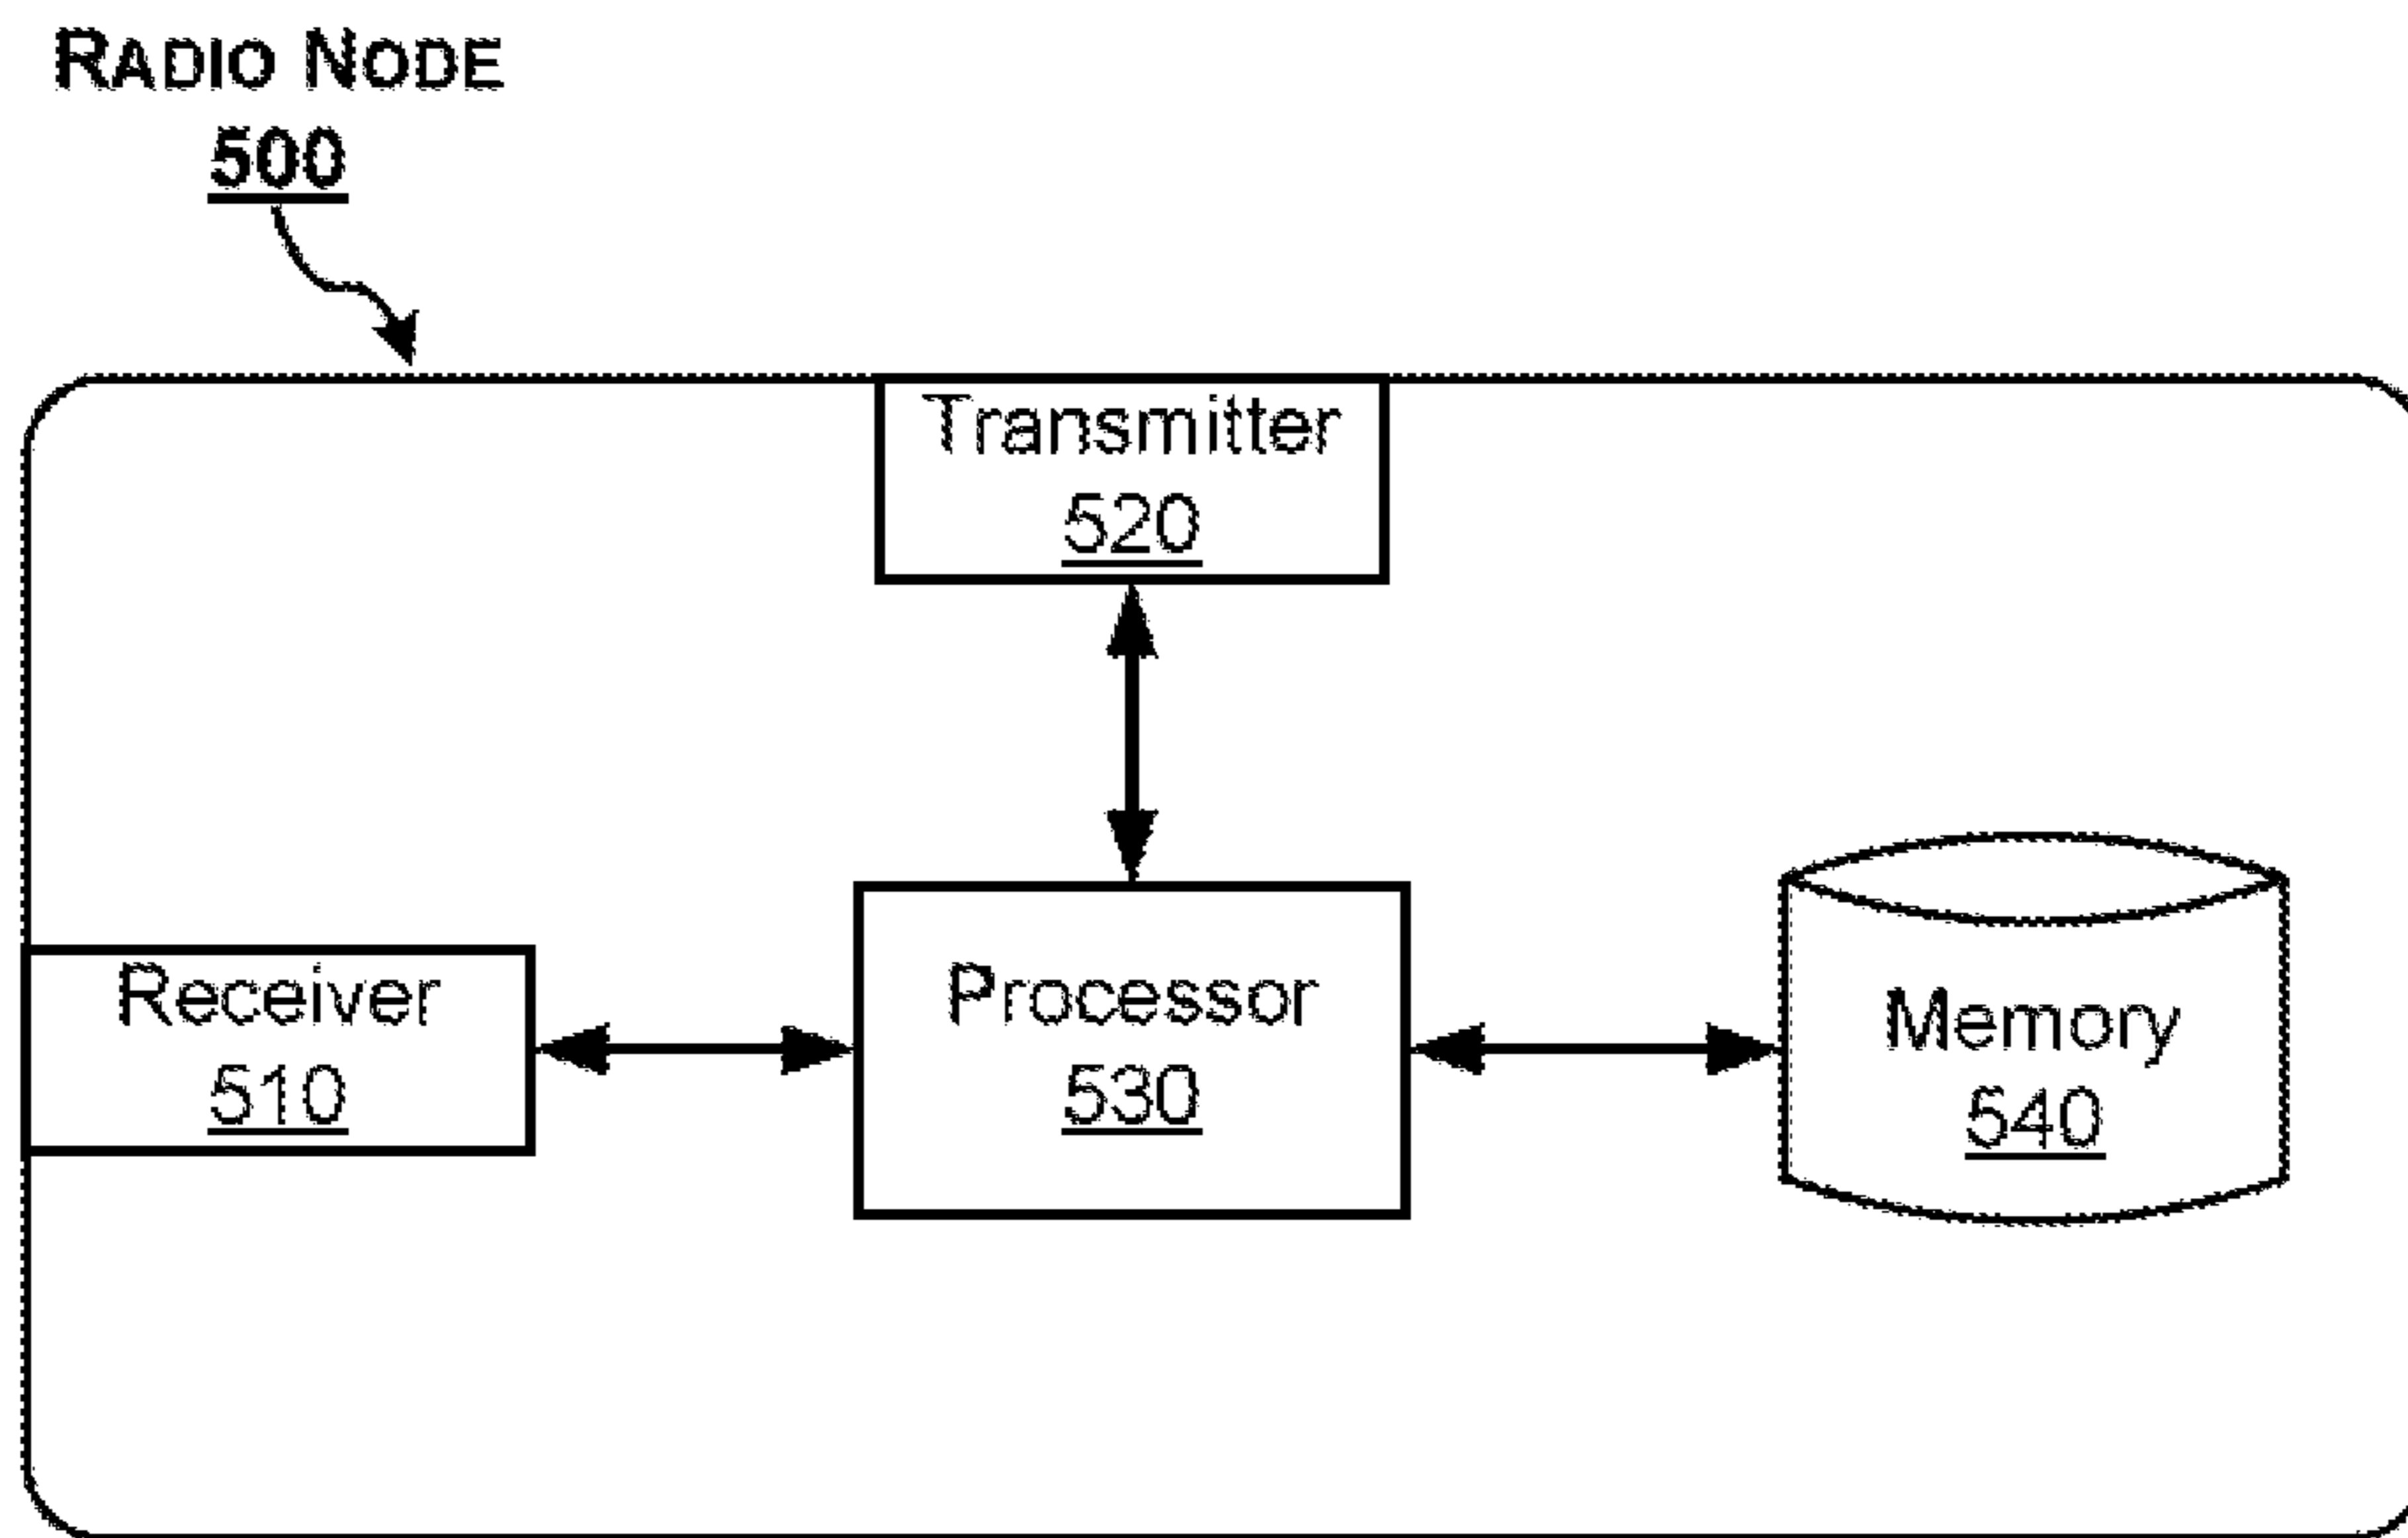 RADIO NODE
500
Transmitter
520
Receiver
510
Processor
530
Memory
540